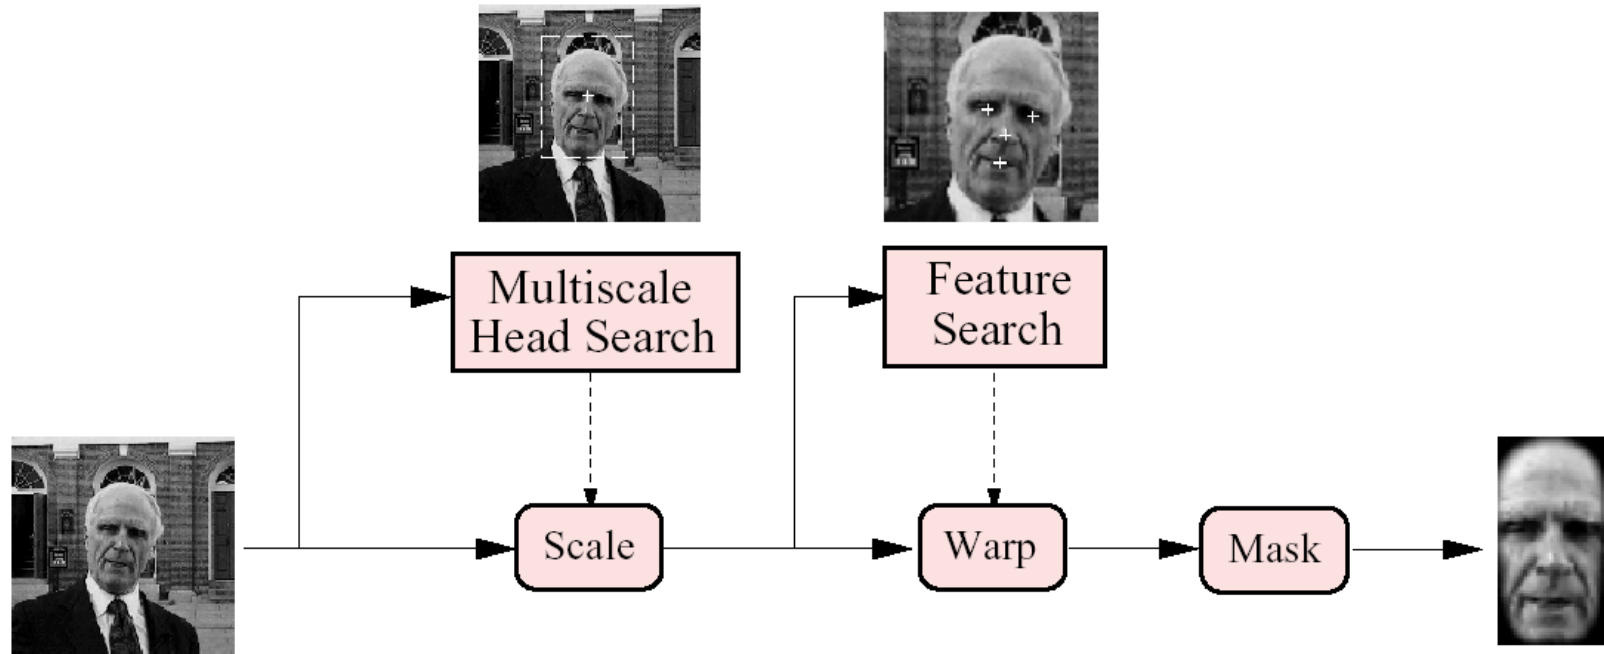 Multiscale
Head Search
Feature
Search
Scale
Warp
Mask